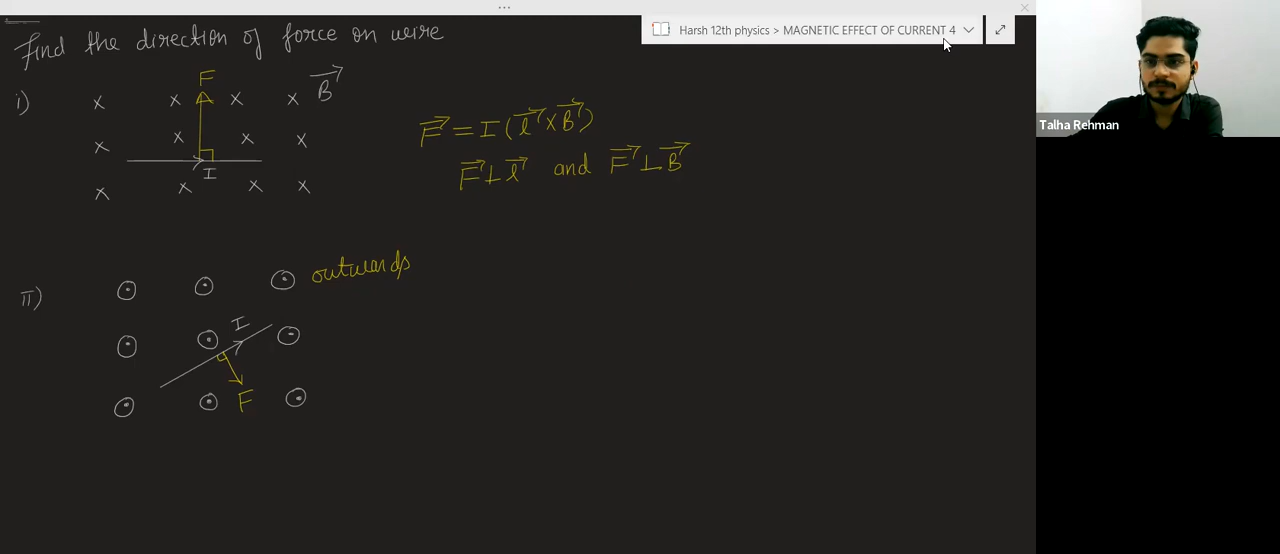 Harsh 12th physics > MAGNETIC EFFECT OF CURRENT 4
Talha Rehman
Find the direction of force on wire
i)
F
x x x x B⃗
x x x x
I
x x x x
F⃗ = I ( l⃗ × B⃗ )
F⃗ ⊥ l⃗ and F⃗ ⊥ B⃗
II)
outwards
I
F